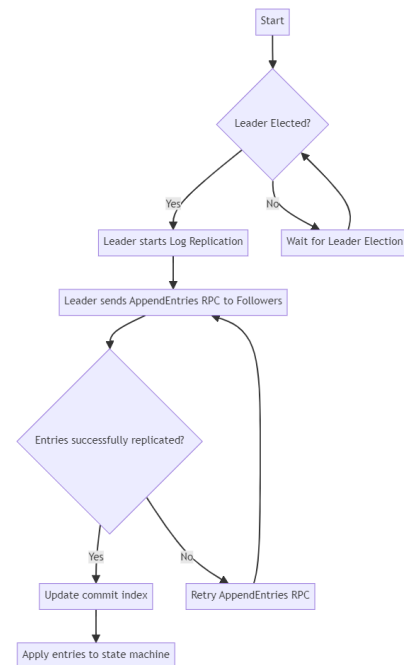 Start
Leader Elected?
Yes
No
Leader starts Log Replication
Wait for Leader Election
Leader sends AppendEntries RPC to Followers
Entries successfully replicated?
Yes
No
Update commit index
Retry AppendEntries RPC
Apply entries to state machine